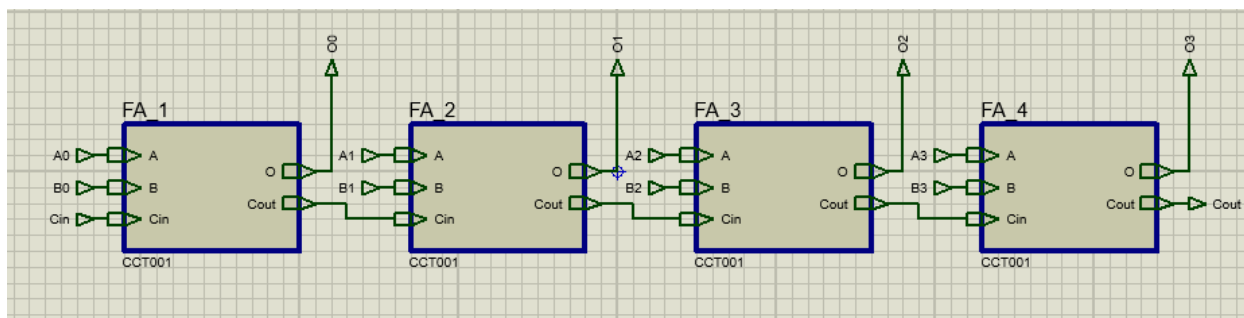 O0 O1 O2 O3
FA_1 FA_2 FA_3 FA_4
A0 A A1 A A2 A A3 A
O O O O
B0 B B1 B B2 B B3 B
Cout Cout Cout Cout Cout
Cin Cin Cin Cin Cin
CCT001 CCT001 CCT001 CCT001